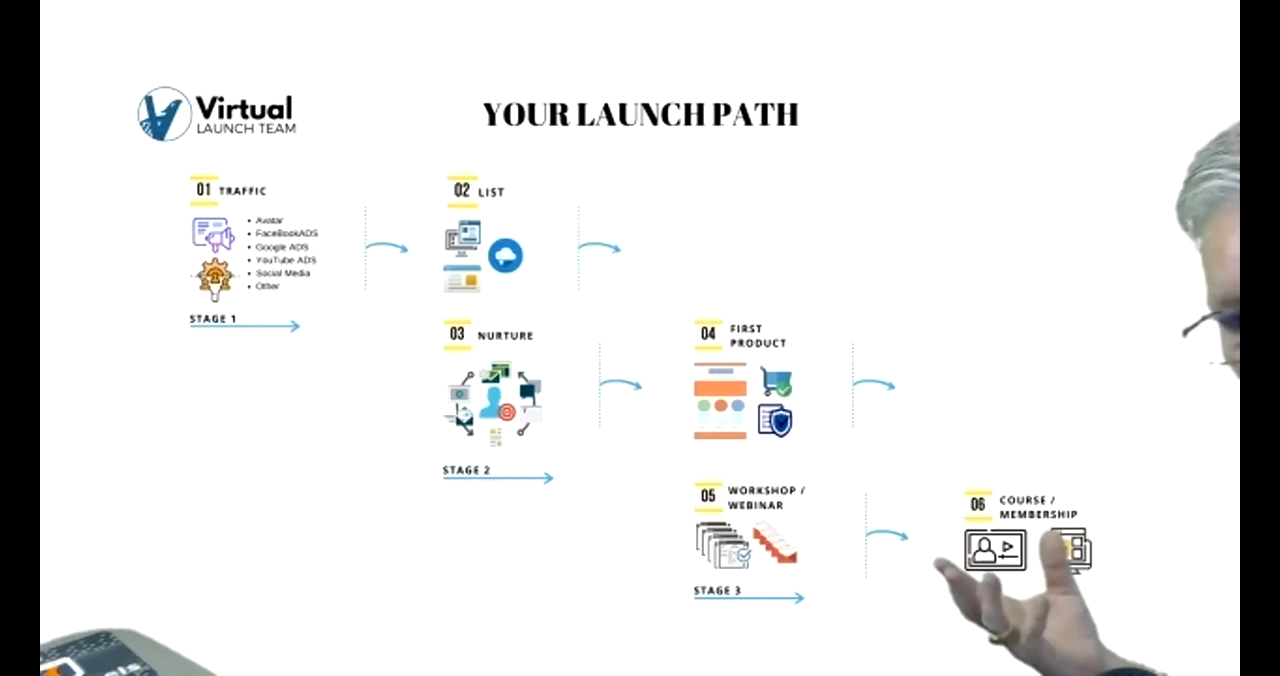 Virtual
LAUNCH TEAM
YOUR LAUNCH PATH
01 TRAFFIC
• Avatar
• FaceBookADS
• Google ADS
• YouTube ADS
• Social Media
• Other
STAGE 1
02 LIST
03 NURTURE
STAGE 2
04 FIRST
PRODUCT
05 WORKSHOP /
WEBINAR
STAGE 3
06 COURSE /
MEMBERSHIP